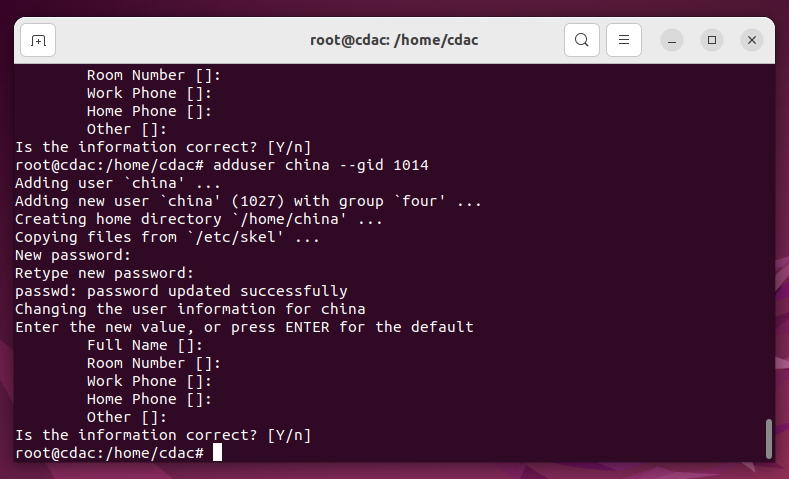 root@cdac: /home/cdac
Room Number []:
Work Phone []:
Home Phone []:
Other []:
Is the information correct? [Y/n]
root@cdac:/home/cdac# adduser china --gid 1014
Adding user `china' ...
Adding new user `china' (1027) with group `four' ...
Creating home directory `/home/china' ...
Copying files from `/etc/skel' ...
New password:
Retype new password:
passwd: password updated successfully
Changing the user information for china
Enter the new value, or press ENTER for the default
Full Name []:
Room Number []:
Work Phone []:
Home Phone []:
Other []:
Is the information correct? [Y/n]
root@cdac:/home/cdac#